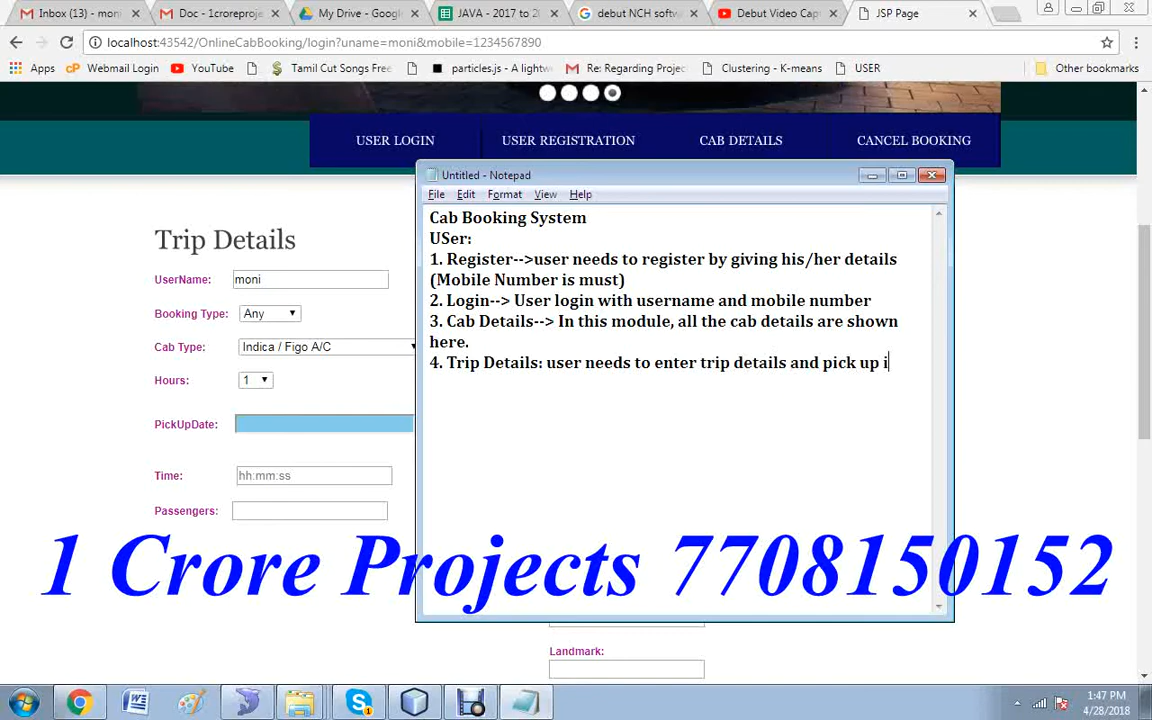 Inbox (13) - moni
Doc - 1croreproje
My Drive - Google
JAVA - 2017 to 20
debut NCH softw
Debut Video Cap
JSP Page
localhost:43542/OnlineCabBooking/login?uname=moni&mobile=1234567890
Apps
Webmail Login
YouTube
Tamil Cut Songs Free
particles.js - A lightw
Re: Regarding Projec
Clustering - K-means
USER
Other bookmarks
USER LOGIN
USER REGISTRATION
CAB DETAILS
CANCEL BOOKING
Untitled - Notepad
File Edit Format View Help
Cab Booking System
USer:
1. Register-->user needs to register by giving his/her details
(Mobile Number is must)
2. Login--> User login with username and mobile number
3. Cab Details--> In this module, all the cab details are shown
here.
4. Trip Details: user needs to enter trip details and pick up i
Trip Details
UserName: moni
Booking Type: Any
Cab Type: Indica / Figo A/C
Hours: 1
PickUpDate:
Time: hh:mm:ss
Passengers:
1 Crore Projects 7708150152
Landmark:
1:47 PM
4/28/2018